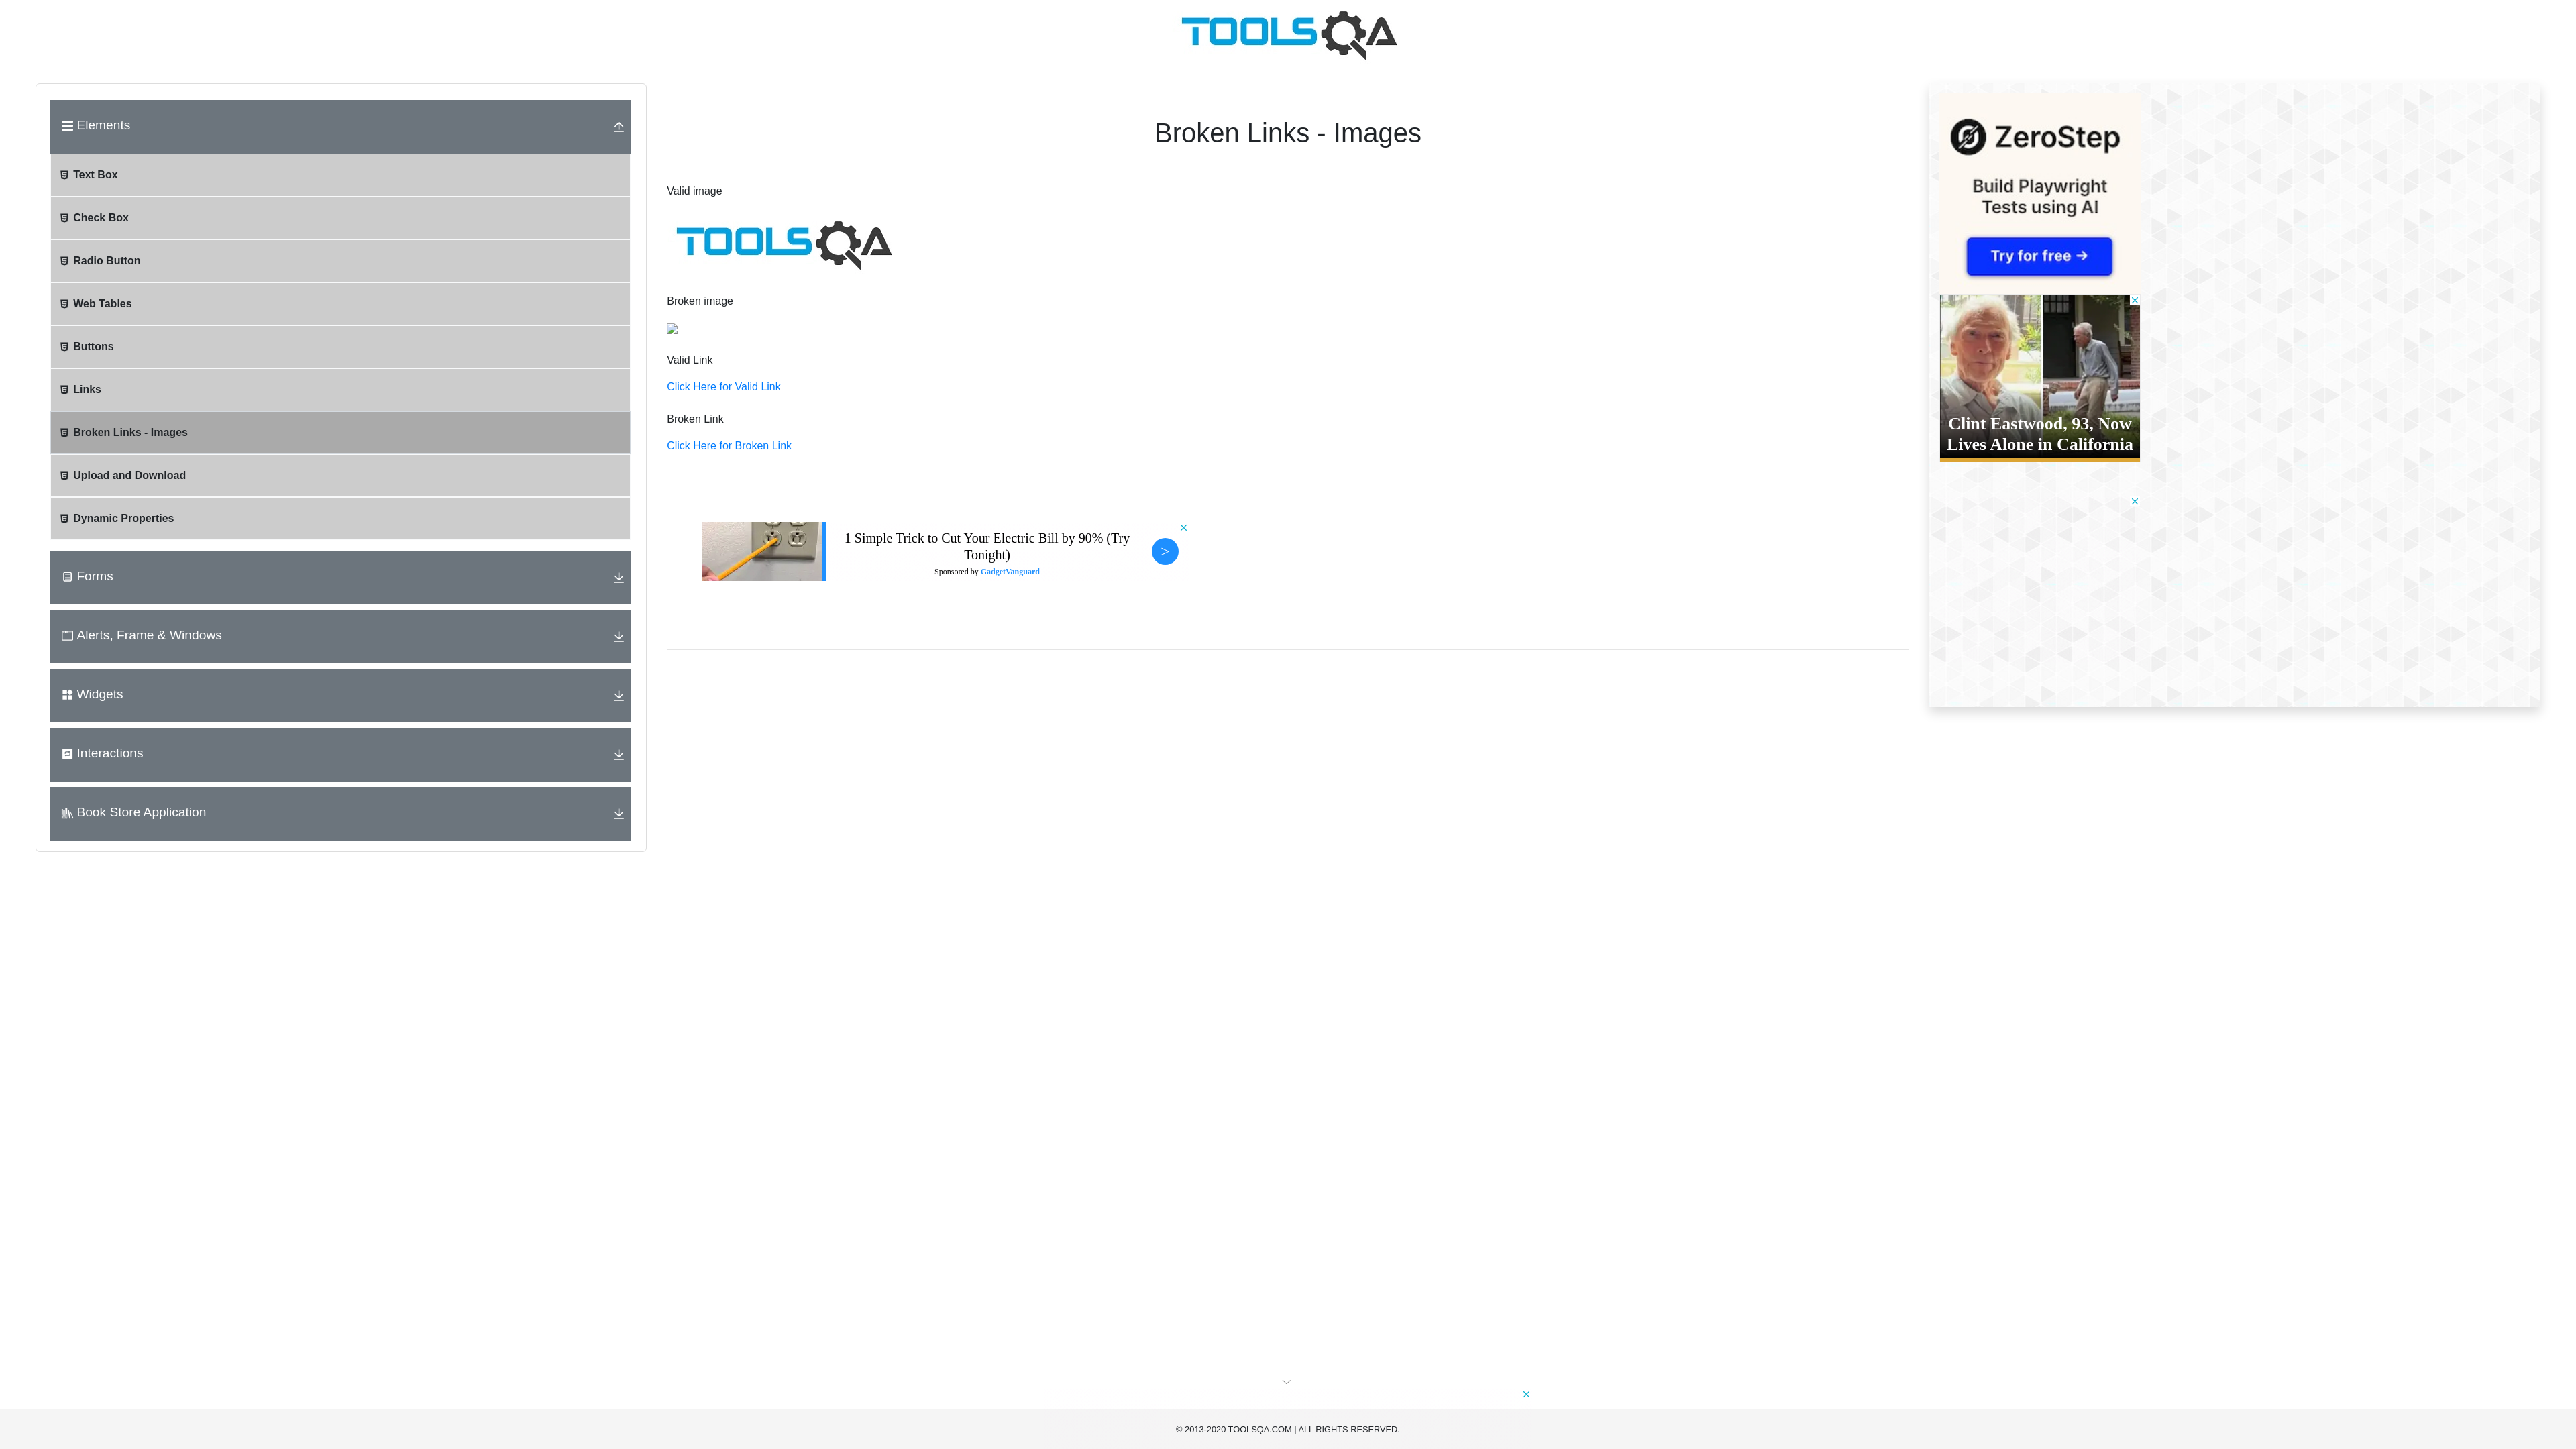 TOOLSQA
Elements
Text Box
Check Box
Radio Button
Web Tables
Buttons
Links
Broken Links - Images
Upload and Download
Dynamic Properties
Forms
Alerts, Frame & Windows
Widgets
Interactions
Book Store Application
Broken Links - Images
Valid image
TOOLSQA
Broken image
Valid Link
Click Here for Valid Link
Broken Link
Click Here for Broken Link
1 Simple Trick to Cut Your Electric Bill by 90% (Try
Tonight)
Sponsored by GadgetVanguard
>
ZeroStep
Build Playwright
Tests using AI
Try for free →
Clint Eastwood, 93, Now
Lives Alone in California
© 2013-2020 TOOLSQA.COM | ALL RIGHTS RESERVED.